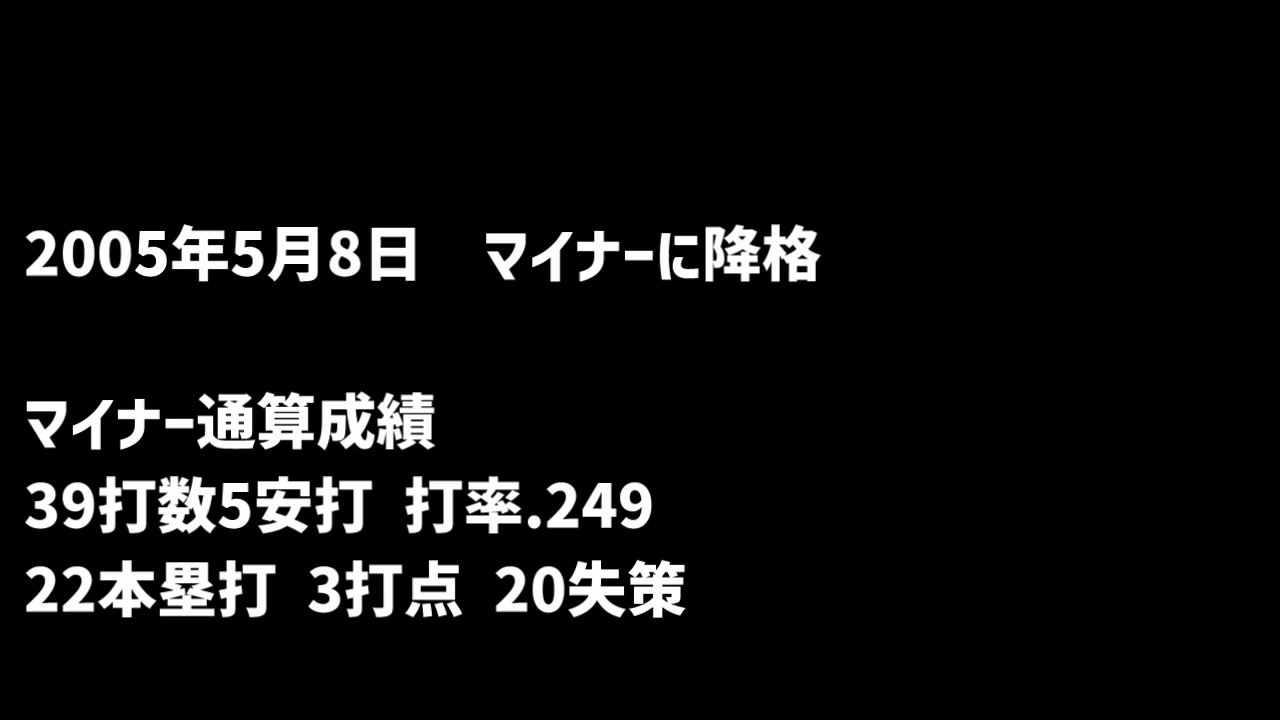 2005年5月8日　マイナーに降格
マイナー通算成績
39打数5安打 打率.249
22本塁打 3打点 20失策